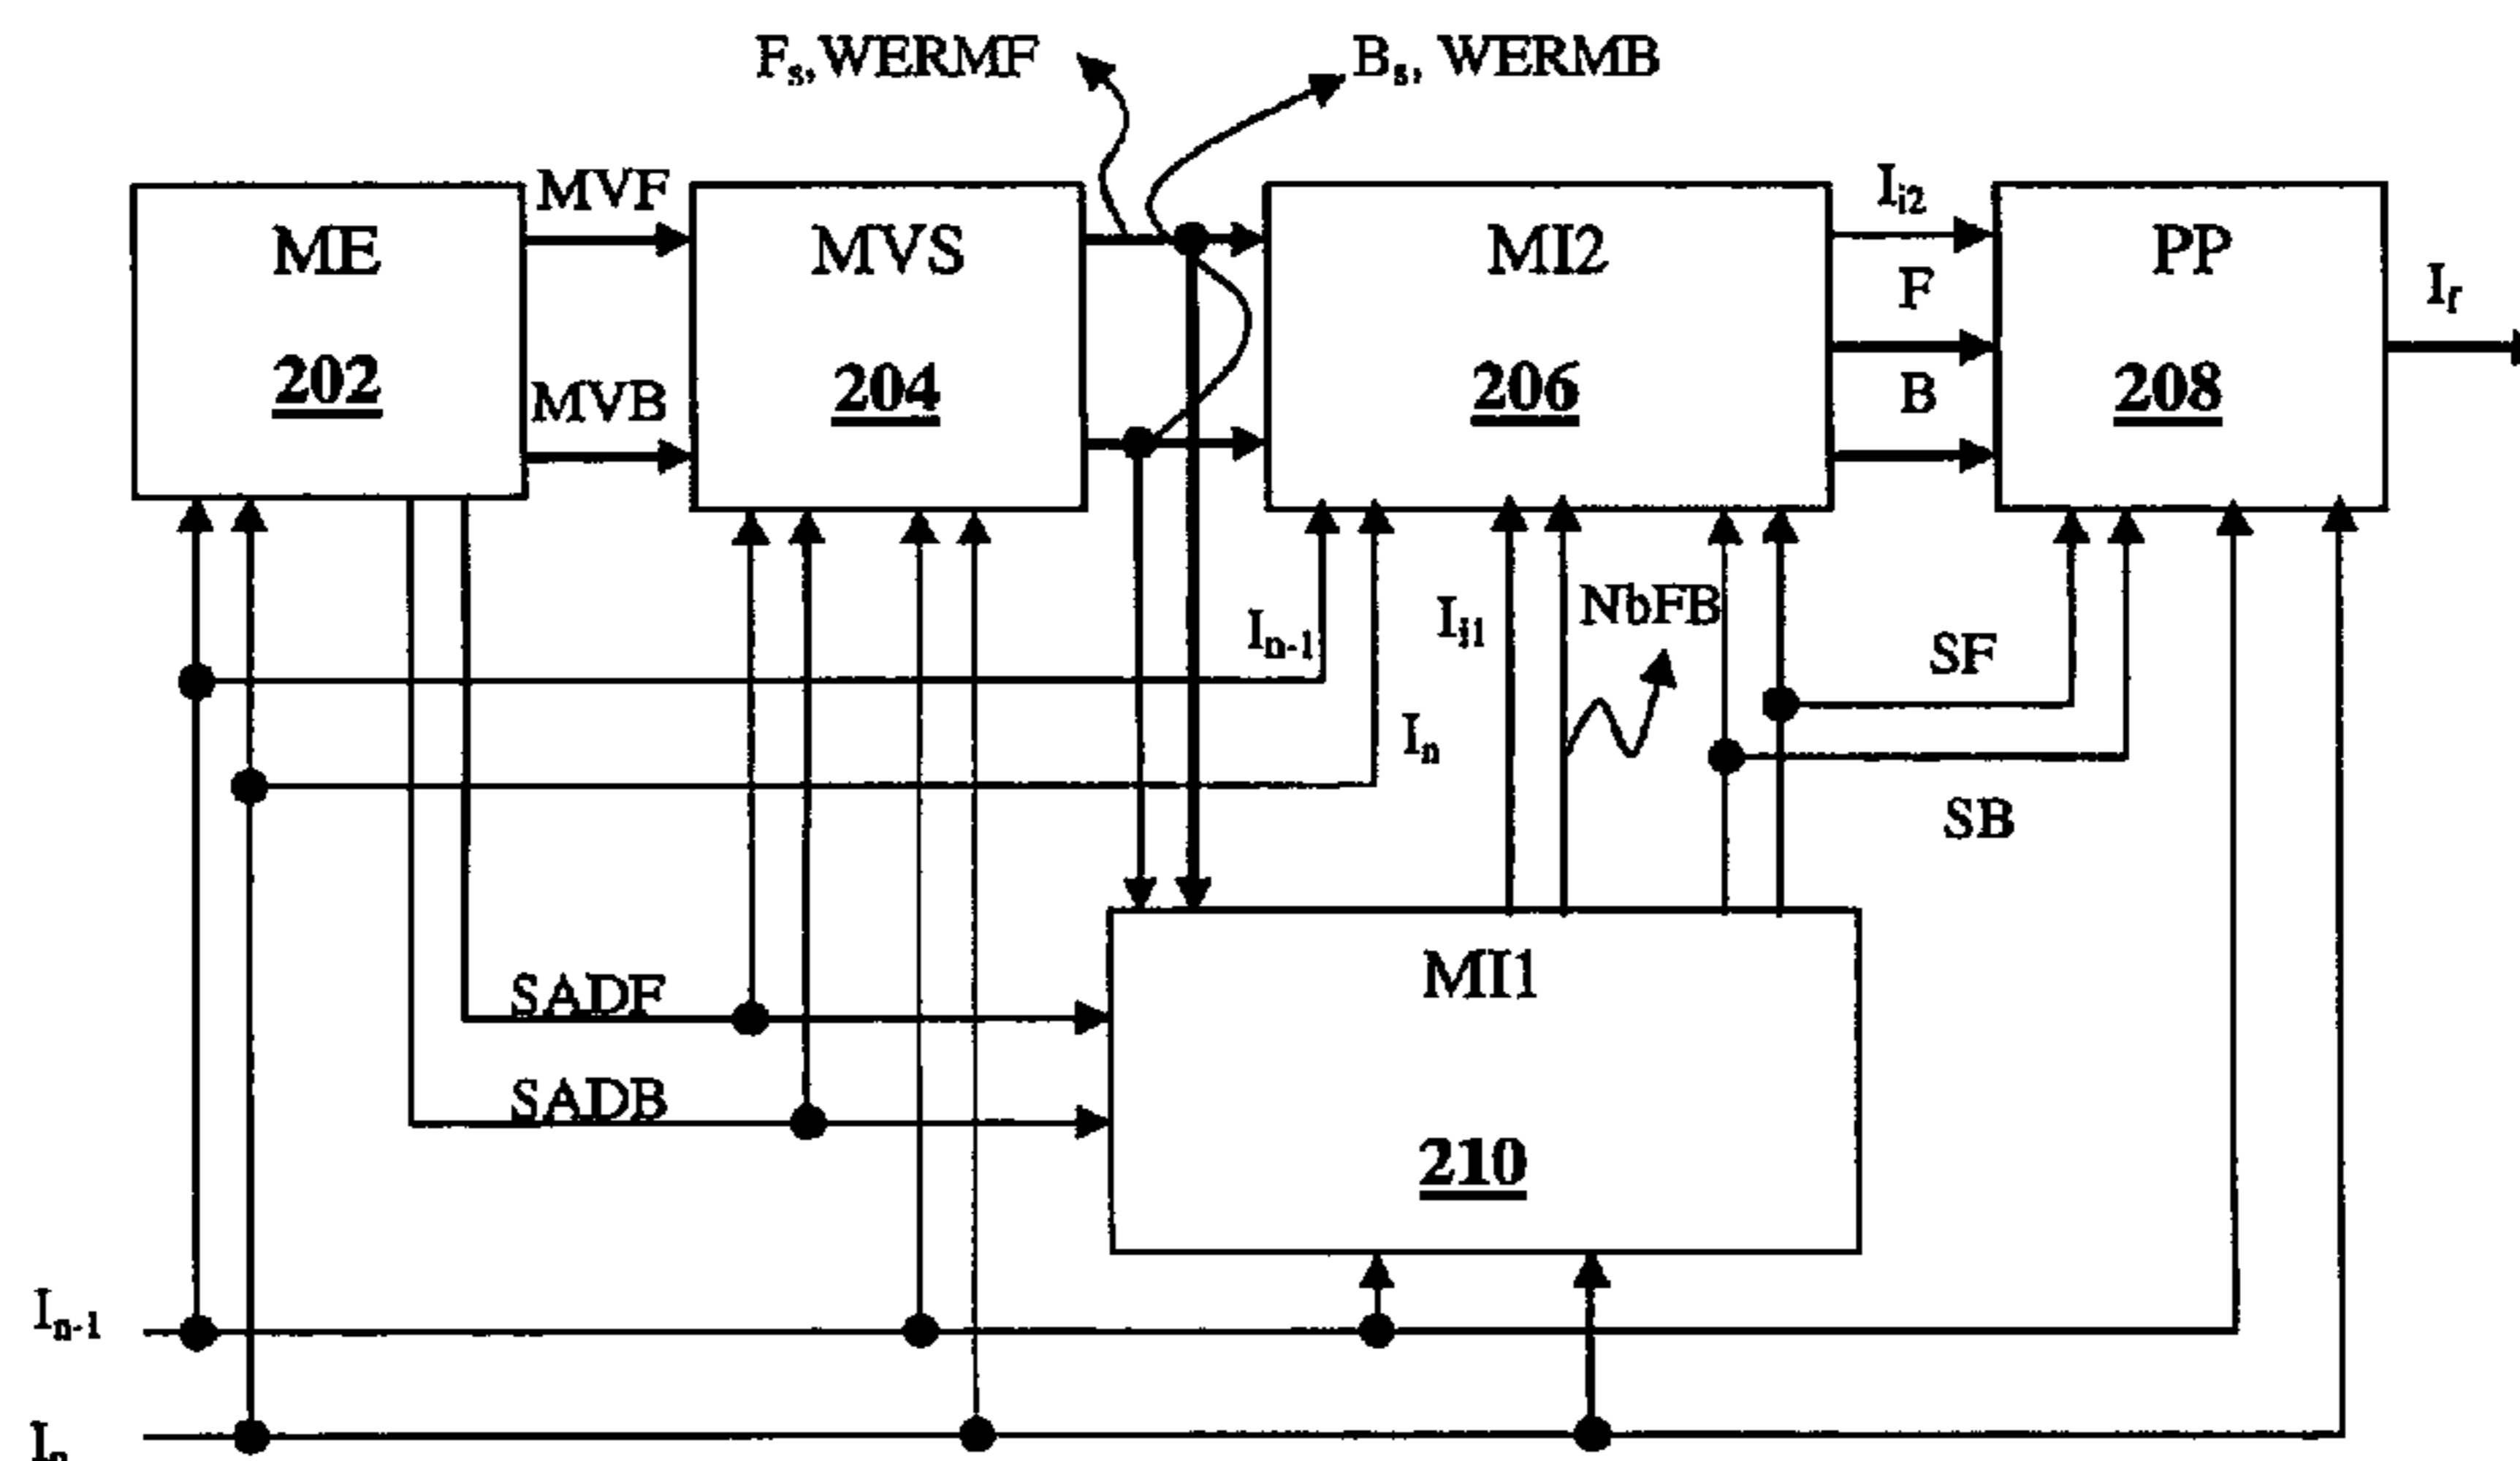 Fs, WERMF
Bs, WERMB
MVF
Ii2
ME
MVS
MI2
PP
F
If
202
MVB
204
206
B
208
In-1
Ii1
NbFB
SF
In
SB
SADF
MI1
SADB
210
In-1
In